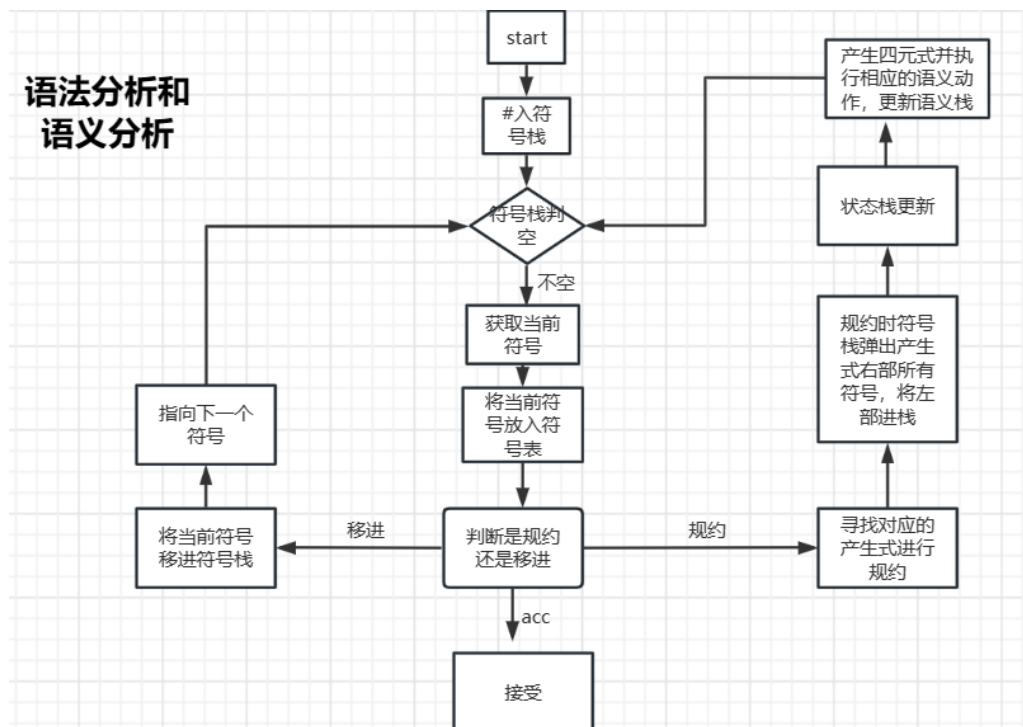 start
语法分析和
语义分析
#入符
号栈
符号栈判
空
不空
获取当前
符号
将当前符
号放入符
号表
判断是规约
还是移进
移进
将当前符号
移进符号栈
指向下一个
符号
规约
寻找对应的
产生式进行
规约
规约时符号
栈弹出产生
式右部所有
符号，将左
部进栈
状态栈更新
产生四元式并执
行相应的语义动
作，更新语义栈
acc
接受